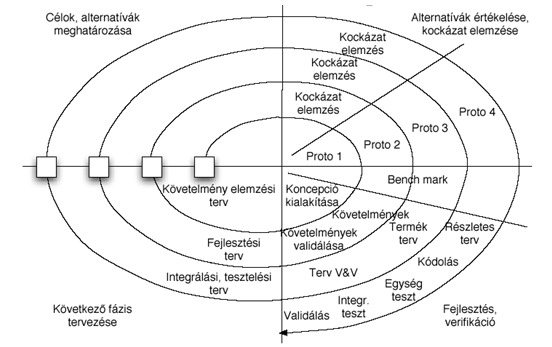 Célok, alternatívák
meghatározása
Alternatívák értékelése,
kockázat elemzése
Kockázat
elemzés
Kockázat
elemzés
Kockázat
elemzés
Proto 1
Proto 2
Proto 3
Proto 4
Követelmény elemzési
terv
Koncepció
kialakítása
Bench mark
Követelmények
Követelmények
validálása
Termék
terv
Részletes
terv
Fejlesztési
terv
Integrálási, tesztelési
terv
Terv V&V
Kódolás
Egység
teszt
Integr.
teszt
Validálás
Következő fázis
tervezése
Fejlesztés,
verifikáció